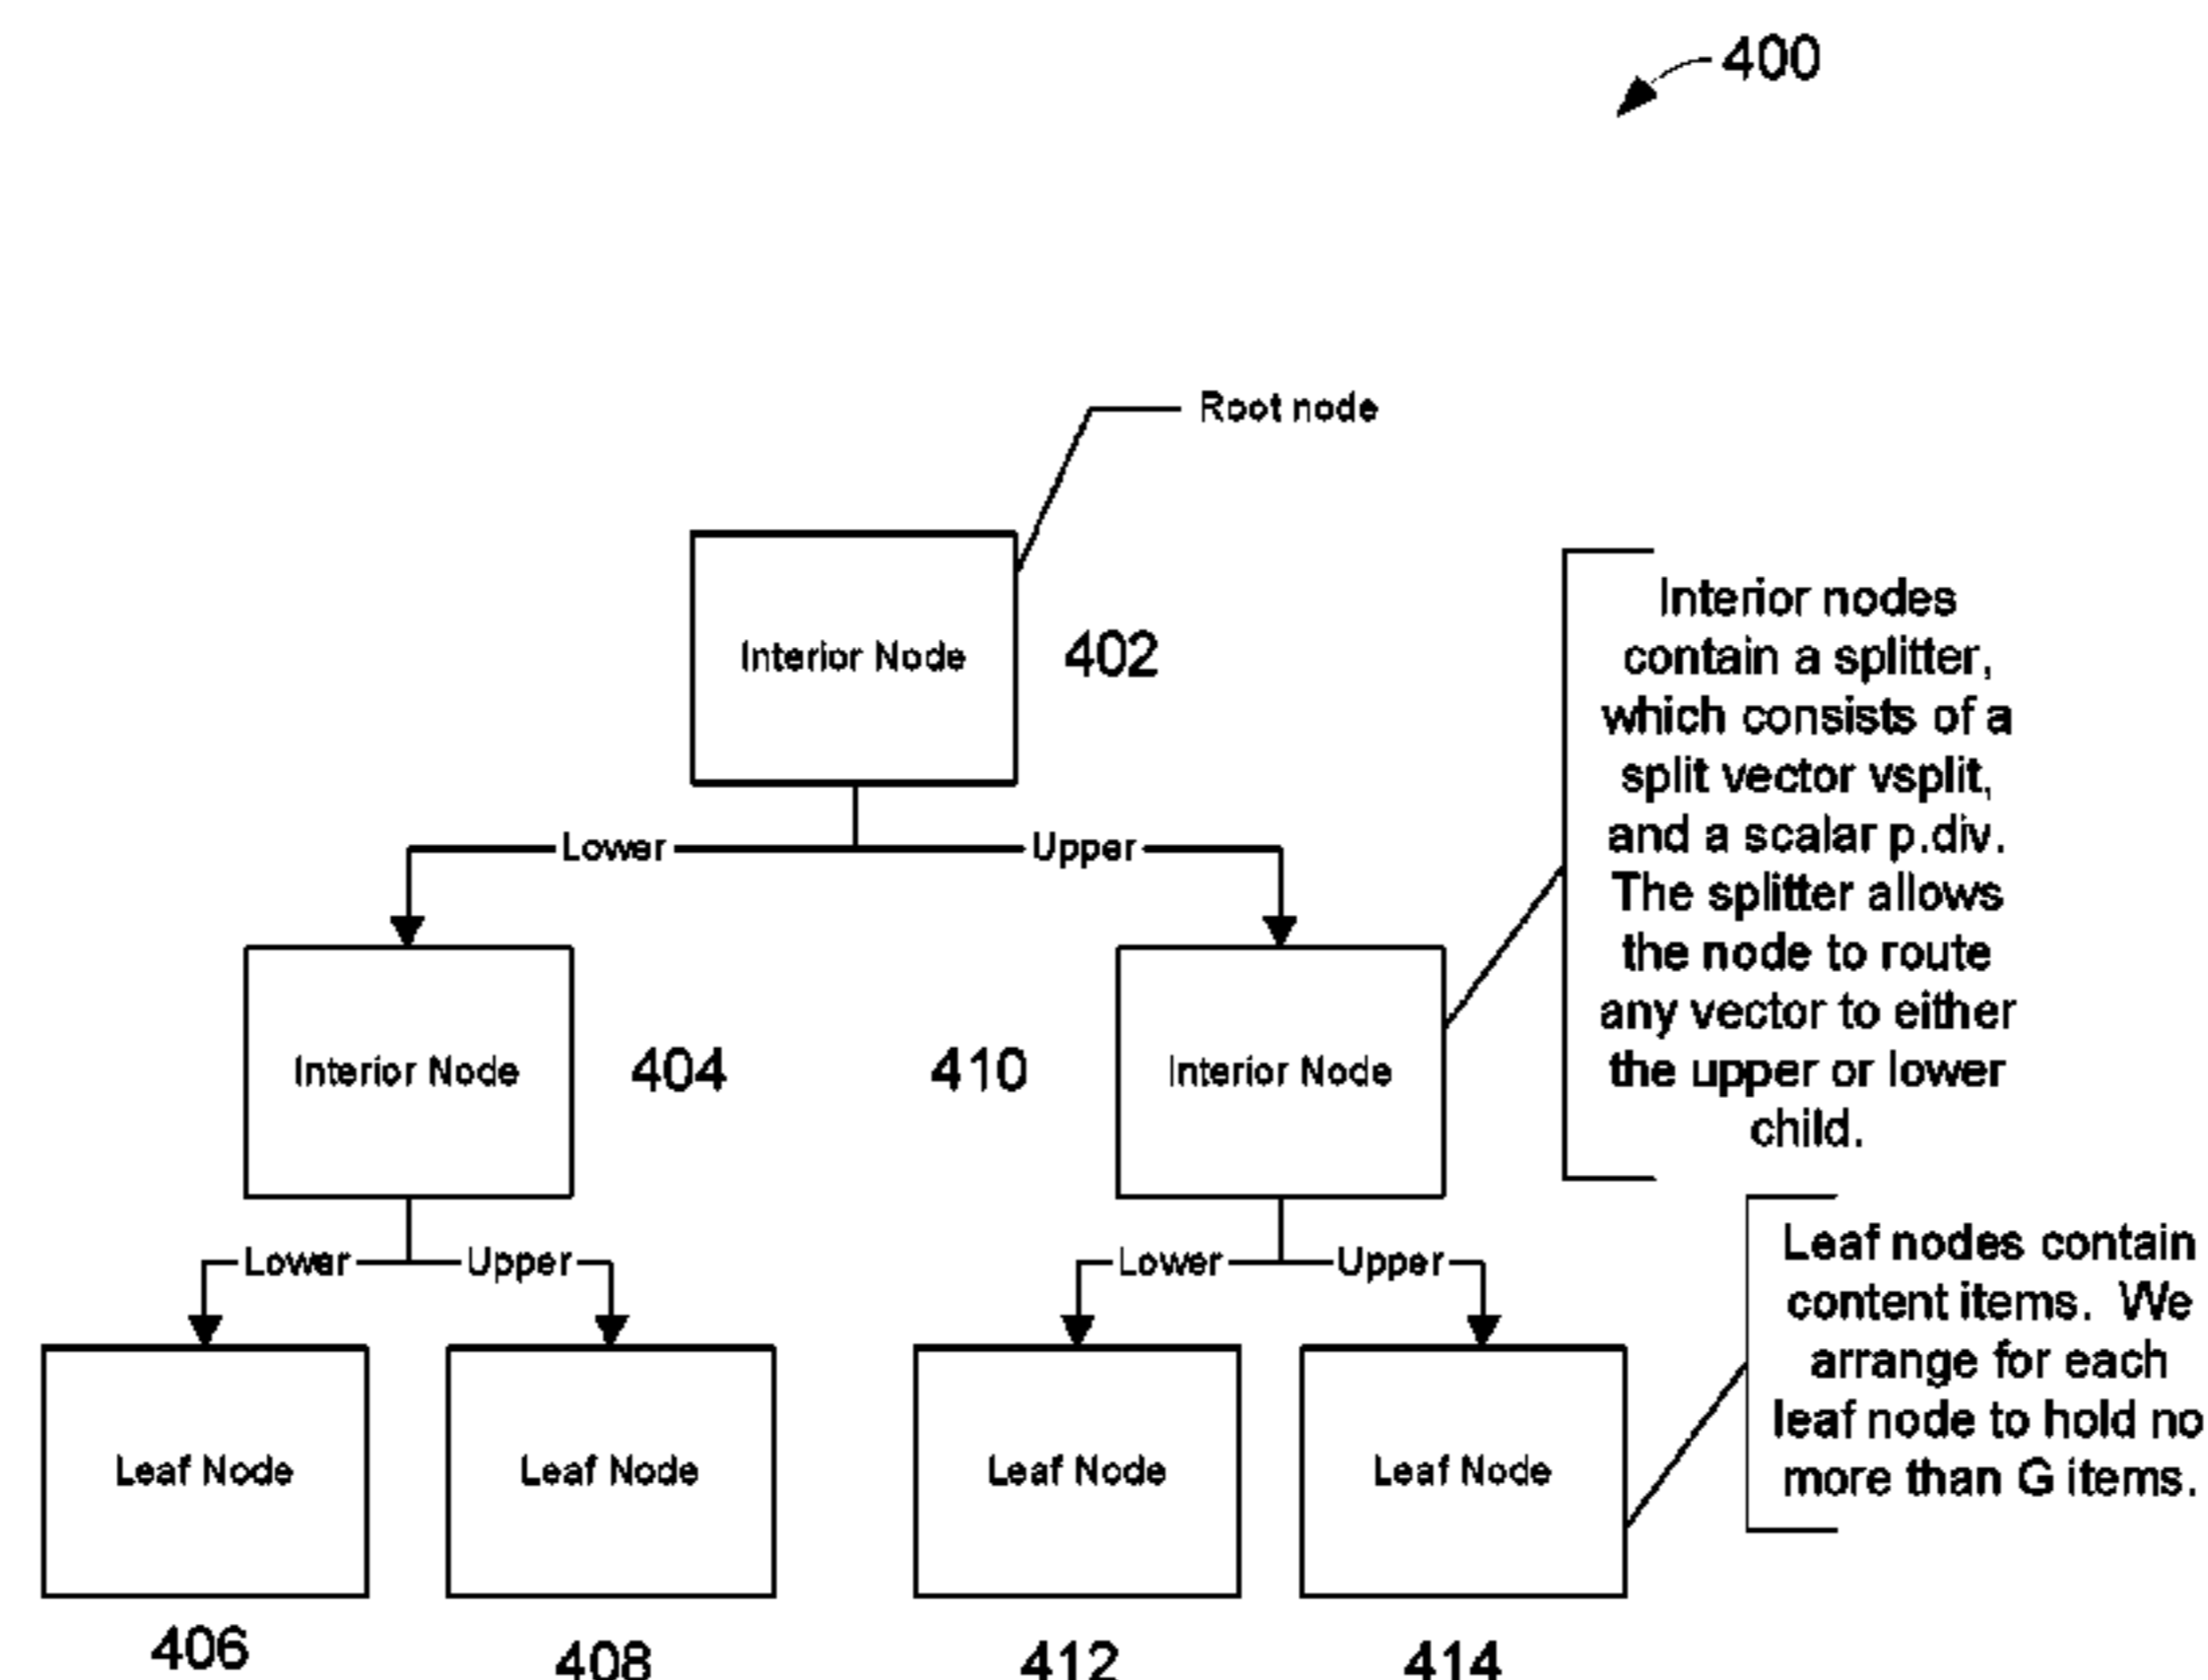 400
Root node
Interior Node
402
Lower
Upper
Interior Node
404
410
Interior Node
Interior nodes
contain a splitter,
which consists of a
split vector vsplit,
and a scalar p.div.
The splitter allows
the node to route
any vector to either
the upper or lower
child.
Lower
Upper
Lower
Upper
Leaf Node
Leaf Node
Leaf Node
Leaf Node
Leaf nodes contain
content items. We
arrange for each
leaf node to hold no
more than G items.
406
408
412
414